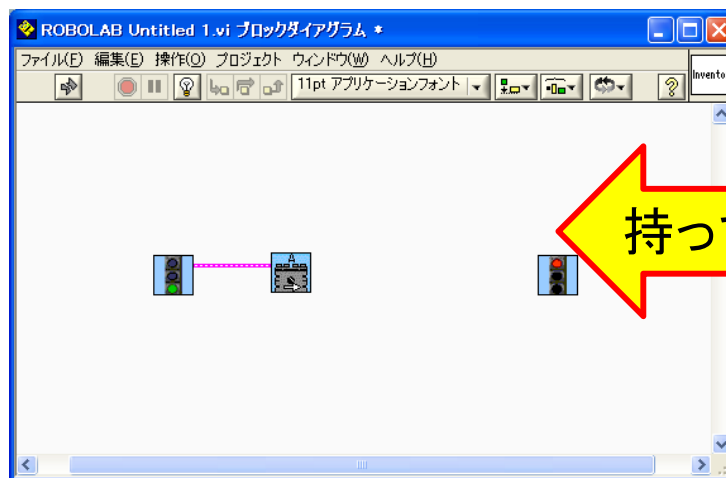 ROBOLAB Untitled 1.vi ブロックダイアグラム *
ファイル(F) 編集(E) 操作(O) プロジェクト ウィンドウ(W) ヘルプ(H)
11pt アプリケーションフォント
Invento
A
持って